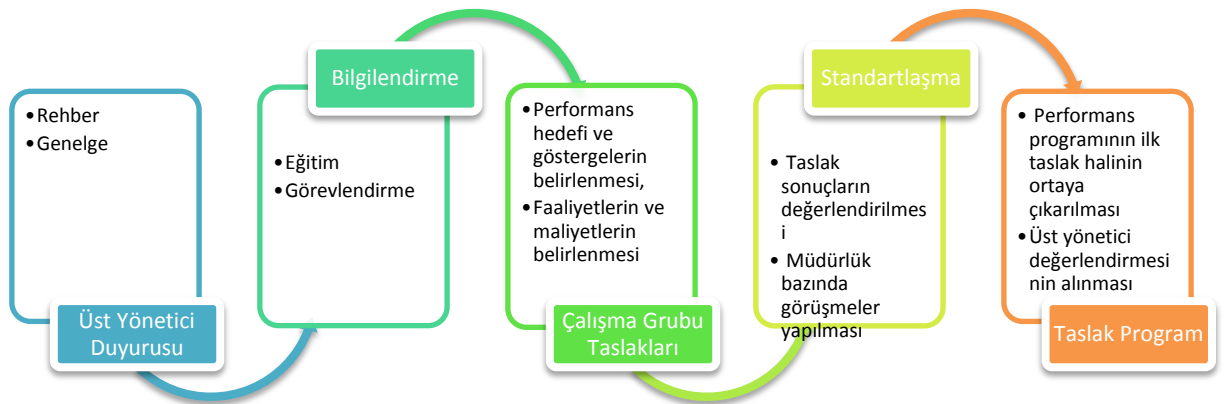 •Rehber
•Genelge
Üst Yönetici
Duyurusu
Bilgilendirme
•Eğitim
•Görevlendirme
•Performans
hedefi ve
göstergelerin
belirlenmesi,
•Faaliyetlerin ve
maliyetlerin
belirlenmesi
Çalışma Grubu
Taslakları
Standartlaşma
• Taslak
sonuçların
değerlendirilmes
i
• Müdürlük
bazında
görüşmeler
yapılması
• Performans
programının ilk
taslak halinin
ortaya
çıkarılması
•Üst yönetici
değerlendirmesi
nin alınması
Taslak Program